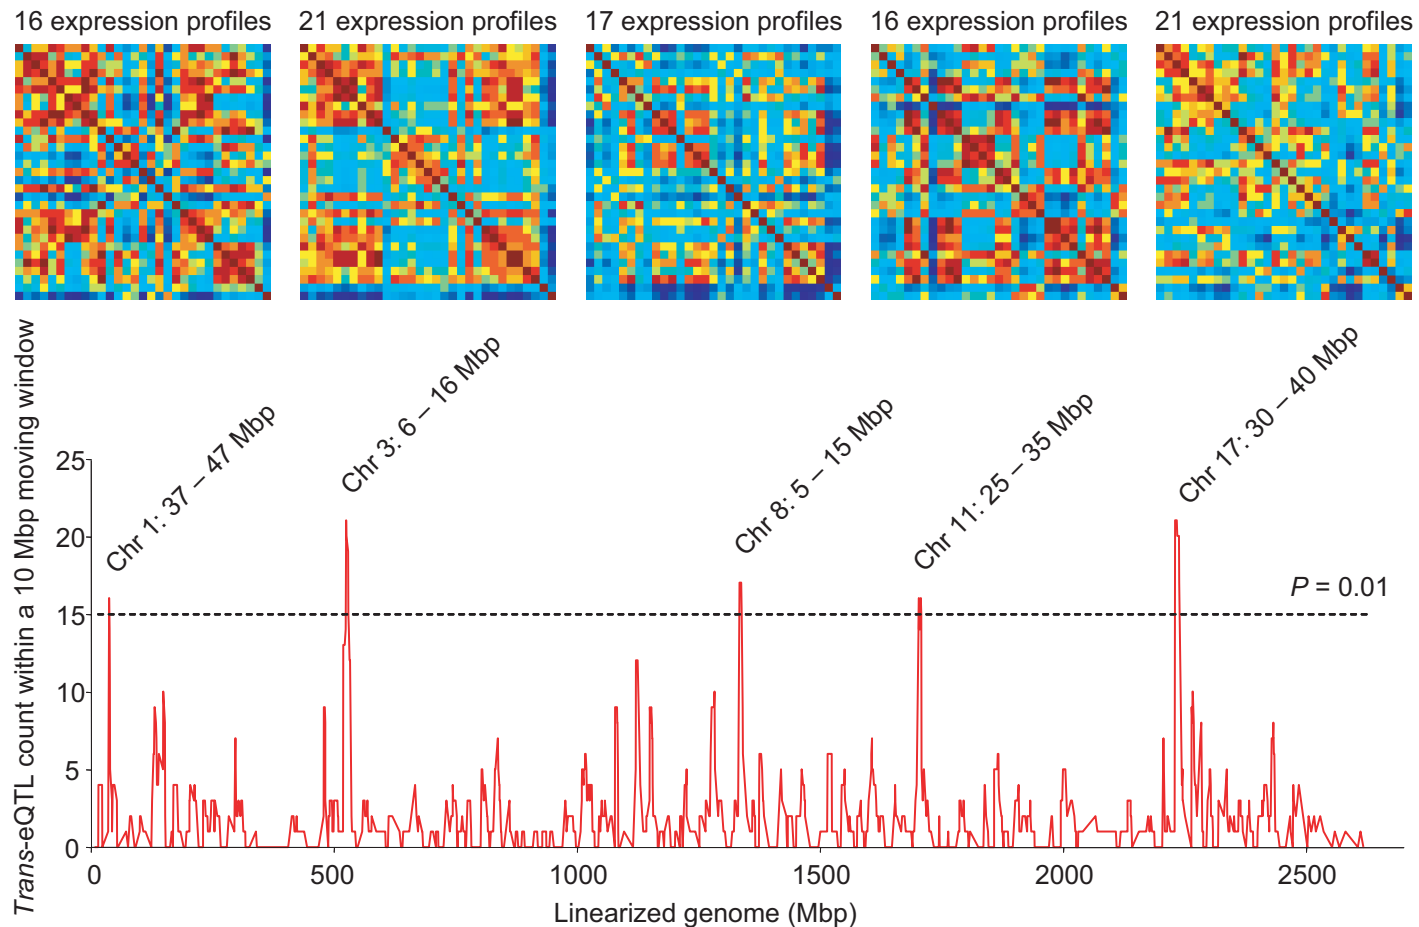 16 expression profiles
21 expression profiles
17 expression profiles
16 expression profiles
21 expression profiles
Trans-eQTL count within a 10 Mbp moving window
Chr 1: 37 – 47 Mbp
Chr 3: 6 – 16 Mbp
Chr 8: 5 – 15 Mbp
Chr 11: 25 – 35 Mbp
Chr 17: 30 – 40 Mbp
25
20
15
10
5
0
P = 0.01
0
500
1000
1500
2000
2500
Linearized genome (Mbp)